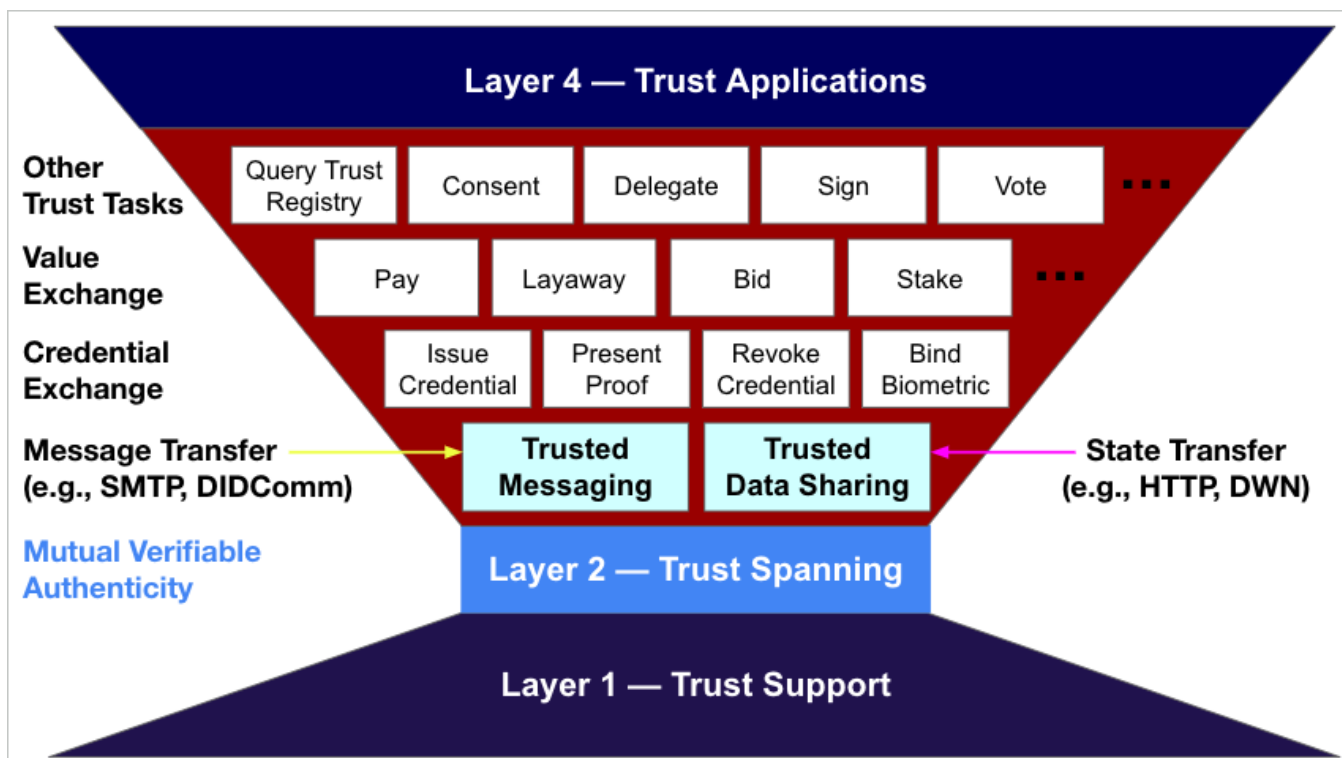 Layer 4 — Trust Applications
Other
Trust Tasks
Query Trust
Registry
Consent
Delegate
Sign
Vote
...
Value
Exchange
Pay
Layaway
Bid
Stake
...
Credential
Exchange
Issue
Credential
Present
Proof
Revoke
Credential
Bind
Biometric
Message Transfer
(e.g., SMTP, DIDComm)
Trusted
Messaging
Trusted
Data Sharing
State Transfer
(e.g., HTTP, DWN)
Mutual Verifiable
Authenticity
Layer 2 — Trust Spanning
Layer 1 — Trust Support